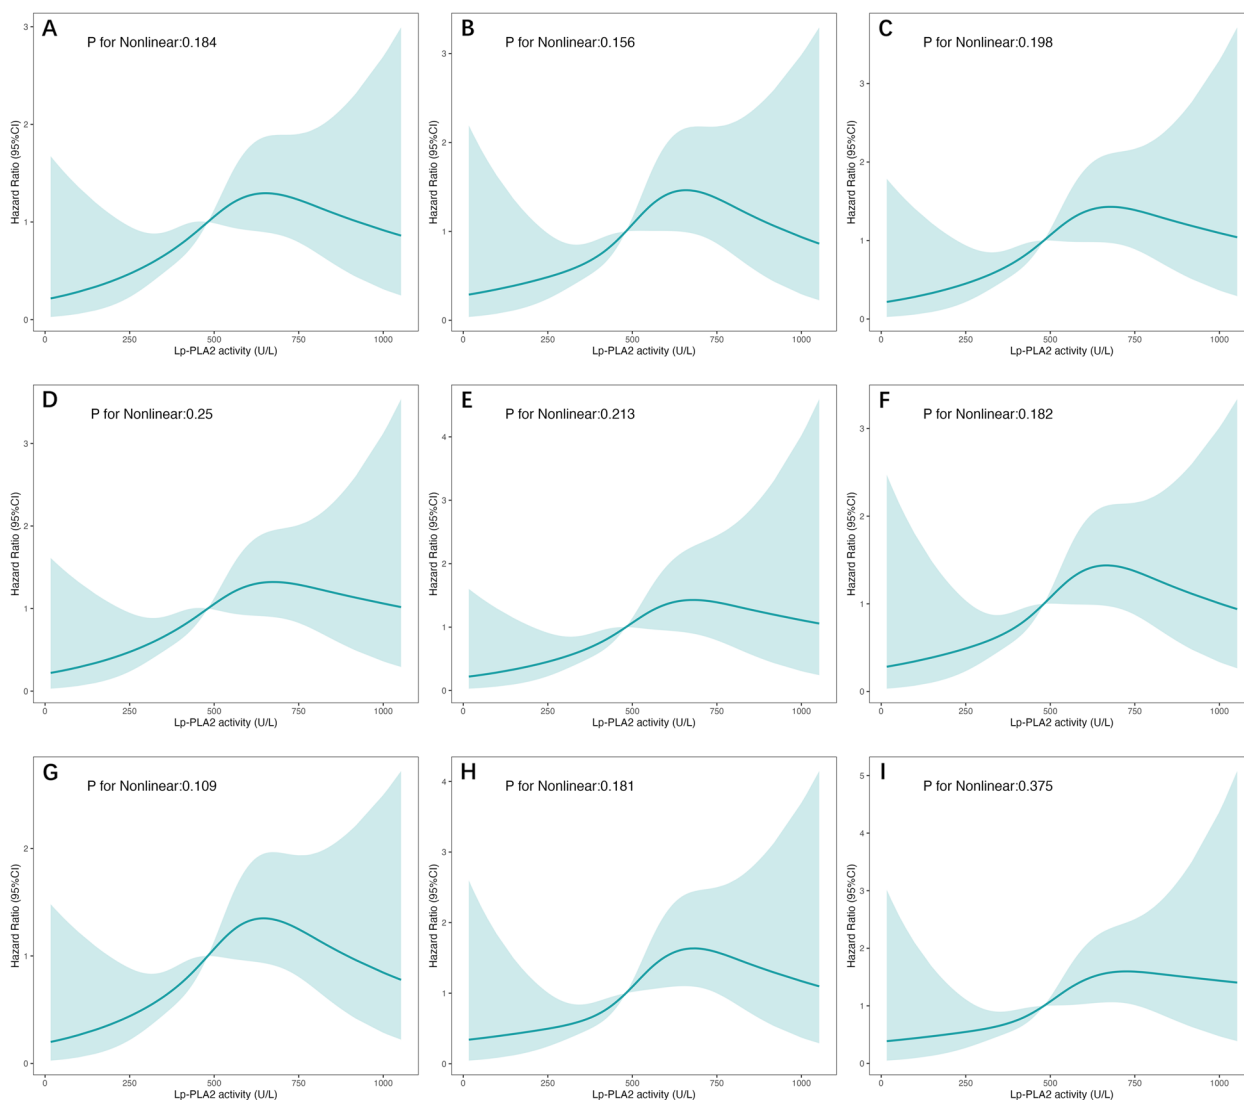 A
P for Nonlinear:0.184
Hazard Ratio (95%CI)
3
2
1
0
0 250 500 750 1000
Lp-PLA2 activity (U/L)
B
P for Nonlinear:0.156
Hazard Ratio (95%CI)
3
2
1
0
0 250 500 750 1000
Lp-PLA2 activity (U/L)
C
P for Nonlinear:0.198
Hazard Ratio (95%CI)
3
2
1
0
0 250 500 750 1000
Lp-PLA2 activity (U/L)
D
P for Nonlinear:0.25
Hazard Ratio (95%CI)
3
2
1
0
0 250 500 750 1000
Lp-PLA2 activity (U/L)
E
P for Nonlinear:0.213
Hazard Ratio (95%CI)
4
3
2
1
0
0 250 500 750 1000
Lp-PLA2 activity (U/L)
F
P for Nonlinear:0.182
Hazard Ratio (95%CI)
3
2
1
0
0 250 500 750 1000
Lp-PLA2 activity (U/L)
G
P for Nonlinear:0.109
Hazard Ratio (95%CI)
2
1
0
0 250 500 750 1000
Lp-PLA2 activity (U/L)
H
P for Nonlinear:0.181
Hazard Ratio (95%CI)
4
3
2
1
0
0 250 500 750 1000
Lp-PLA2 activity (U/L)
I
P for Nonlinear:0.375
Hazard Ratio (95%CI)
5
4
3
2
1
0
0 250 500 750 1000
Lp-PLA2 activity (U/L)